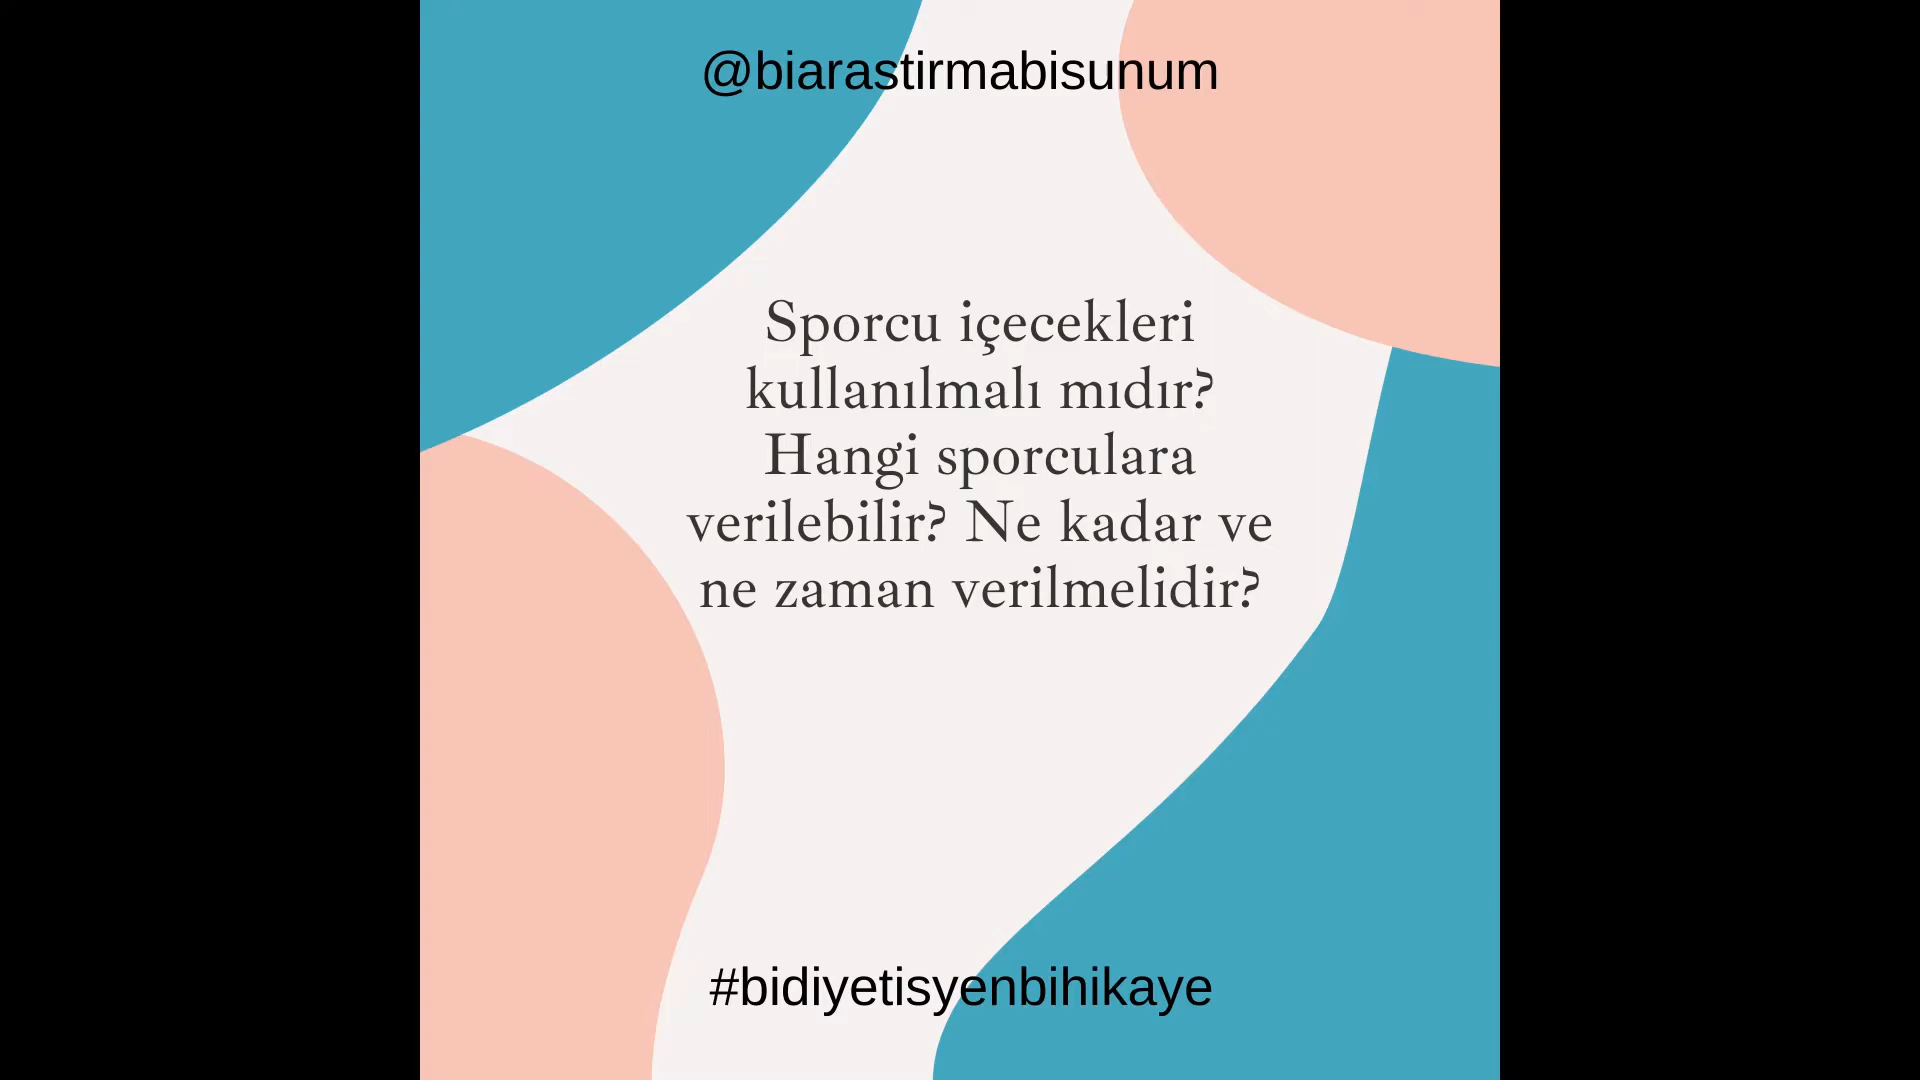 @biarastirmabisunum
Sporcu içecekleri
kullanılmalı mıdır?
Hangi sporculara
verilebilir? Ne kadar ve
ne zaman verilmelidir?
#bidiyetisyenbihikaye